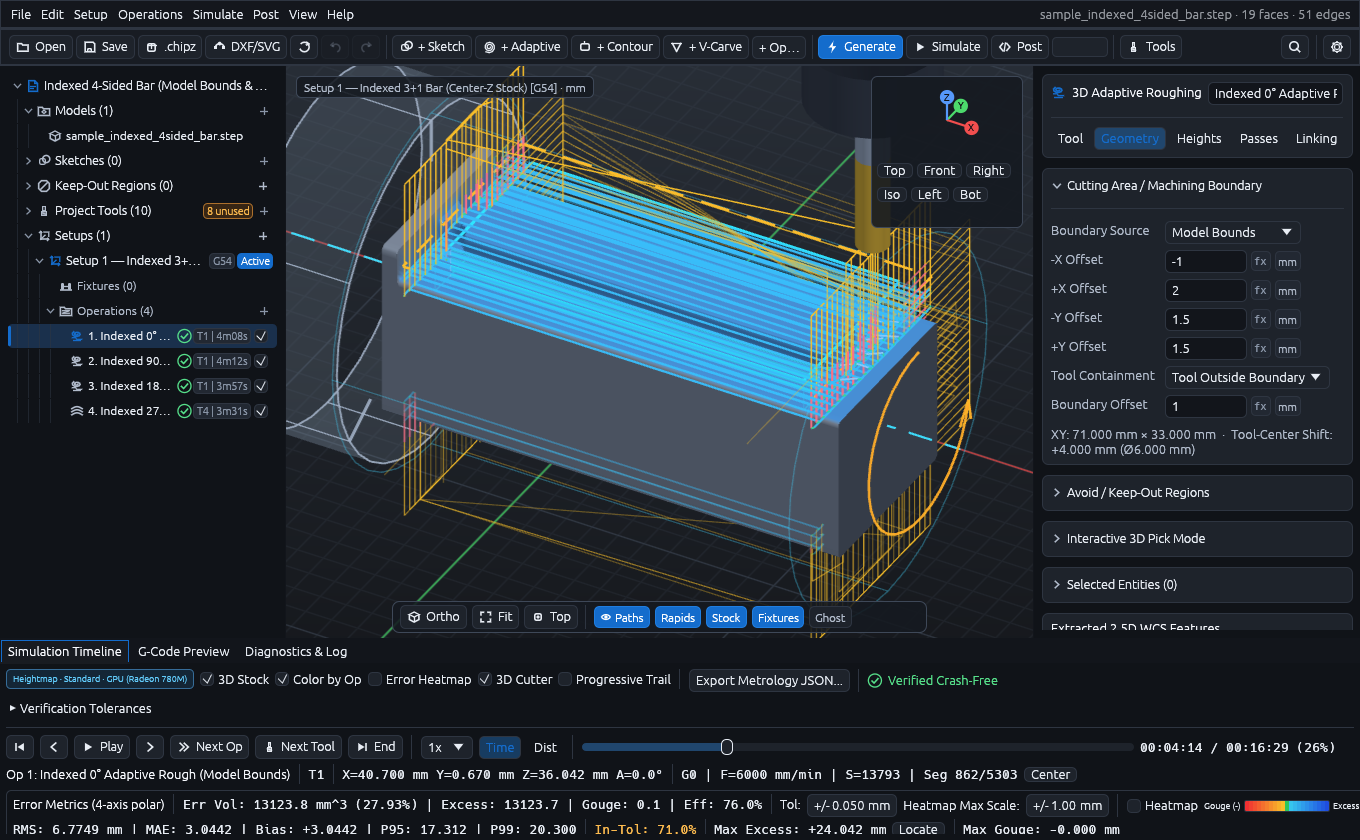 File Edit Setup Operations Simulate Post View Help sample_indexed_4sided_bar.step · 19 faces · 51 edges
Open Save .chipz DXF/SVG + Sketch + Adaptive + Contour + V-Carve + Op... Generate Simulate Post Tools
Indexed 4-Sided Bar (Model Bounds & ...
Models (1) +
sample_indexed_4sided_bar.step
Sketches (0) +
Keep-Out Regions (0) +
Project Tools (10) 8 unused +
Setups (1) +
Setup 1 — Indexed 3+... G54 Active
Fixtures (0)
Operations (4) +
1. Indexed 0° ... T1 | 4m08s
2. Indexed 90... T1 | 4m12s
3. Indexed 18... T1 | 3m57s
4. Indexed 27... T4 | 3m31s
Setup 1 — Indexed 3+1 Bar (Center-Z Stock) [G54] · mm
Z
Y
X
Top Front Right
Iso Left Bot
Ortho Fit Top Paths Rapids Stock Fixtures Ghost
3D Adaptive Roughing Indexed 0° Adaptive F
Tool Geometry Heights Passes Linking
Cutting Area / Machining Boundary
Boundary Source Model Bounds
-X Offset -1 fx mm
+X Offset 2 fx mm
-Y Offset 1.5 fx mm
+Y Offset 1.5 fx mm
Tool Containment Tool Outside Boundary
Boundary Offset 1 fx mm
XY: 71.000 mm × 33.000 mm · Tool-Center Shift:
+4.000 mm (Ø6.000 mm)
Avoid / Keep-Out Regions
Interactive 3D Pick Mode
Selected Entities (0)
Extracted 2.5D WCS Features
Simulation Timeline G-Code Preview Diagnostics & Log
Heightmap · Standard · GPU (Radeon 780M) 3D Stock Color by Op Error Heatmap 3D Cutter Progressive Trail Export Metrology JSON... Verified Crash-Free
Verification Tolerances
Play Next Op Next Tool End 1x Time Dist 00:04:14 / 00:16:29 (26%)
Op 1: Indexed 0° Adaptive Rough (Model Bounds) T1 X=40.700 mm Y=0.670 mm Z=36.042 mm A=0.0° G0 | F=6000 mm/min | S=13793 | Seg 862/5303 Center
Error Metrics (4-axis polar) Err Vol: 13123.8 mm^3 (27.93%) | Excess: 13123.7 | Gouge: 0.1 | Eff: 76.0% Tol: +/- 0.050 mm Heatmap Max Scale: +/- 1.00 mm Heatmap Gouge (-) Excess
RMS: 6.7749 mm | MAE: 3.0442 | Bias: +3.0442 | P95: 17.312 | P99: 20.300 In-Tol: 71.0% Max Excess: +24.042 mm Locate Max Gouge: -0.000 mm